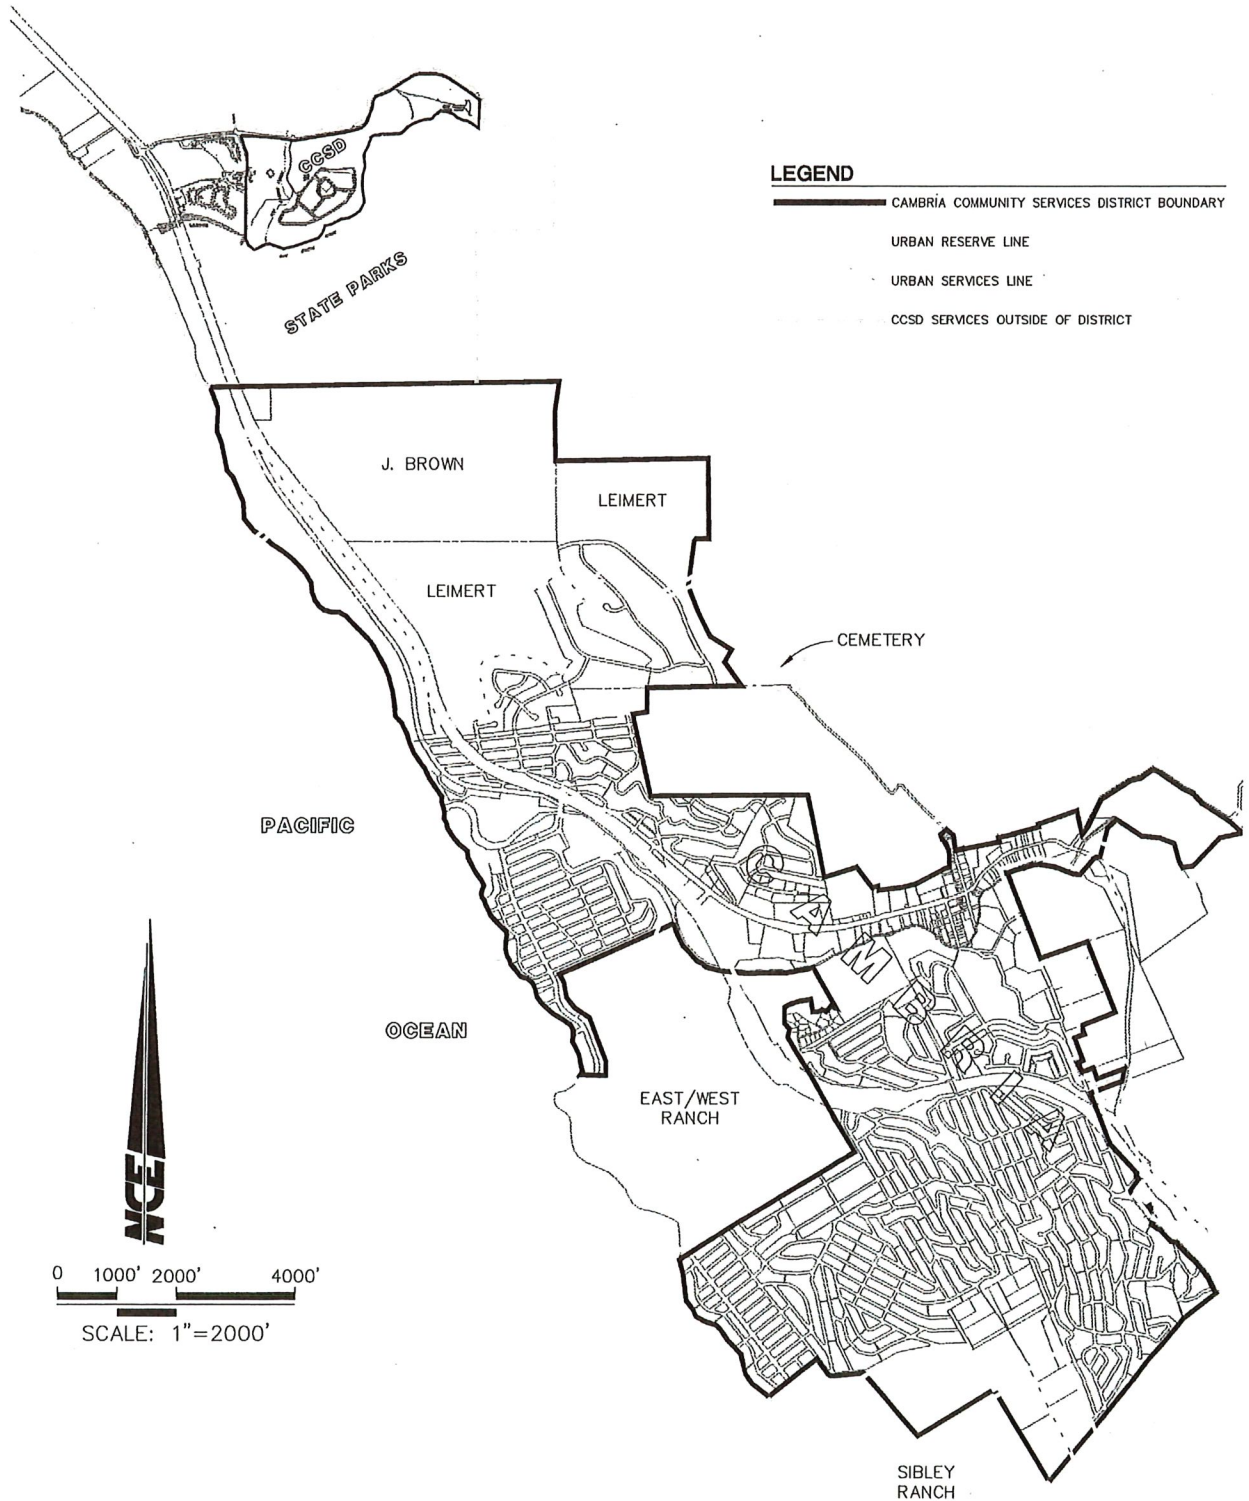 CCSD
STATE PARKS
LEGEND
CAMBRIA COMMUNITY SERVICES DISTRICT BOUNDARY
URBAN RESERVE LINE
URBAN SERVICES LINE
CCSD SERVICES OUTSIDE OF DISTRICT
J. BROWN
LEIMERT
LEIMERT
CEMETERY
PACIFIC
OCEAN
CAMBRIA
EAST/WEST
RANCH
NCE
0 1000' 2000' 4000'
SCALE: 1"=2000'
SIBLEY
RANCH